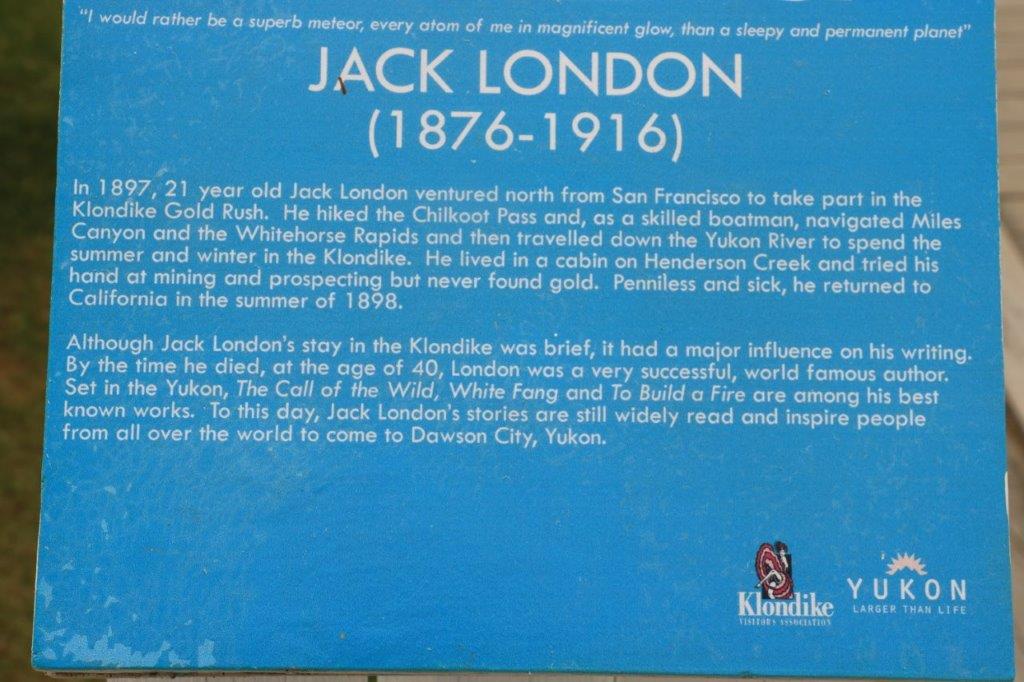 "I would rather be a superb meteor, every atom of me in magnificent glow, than a sleepy and permanent planet"
JACK LONDON
(1876-1916)
In 1897, 21 year old Jack London ventured north from San Francisco to take part in the
Klondike Gold Rush. He hiked the Chilkoot Pass and, as a skilled boatman, navigated Miles
Canyon and the Whitehorse Rapids and then travelled down the Yukon River to spend the
summer and winter in the Klondike. He lived in a cabin on Henderson Creek and tried his
hand at mining and prospecting but never found gold. Penniless and sick, he returned to
California in the summer of 1898.
Although Jack London's stay in the Klondike was brief, it had a major influence on his writing.
By the time he died, at the age of 40, London was a very successful, world famous author.
Set in the Yukon, The Call of the Wild, White Fang and To Build a Fire are among his best
known works. To this day, Jack London's stories are still widely read and inspire people
from all over the world to come to Dawson City, Yukon.
Klondike
VISITORS ASSOCIATION
YUKON
LARGER THAN LIFE